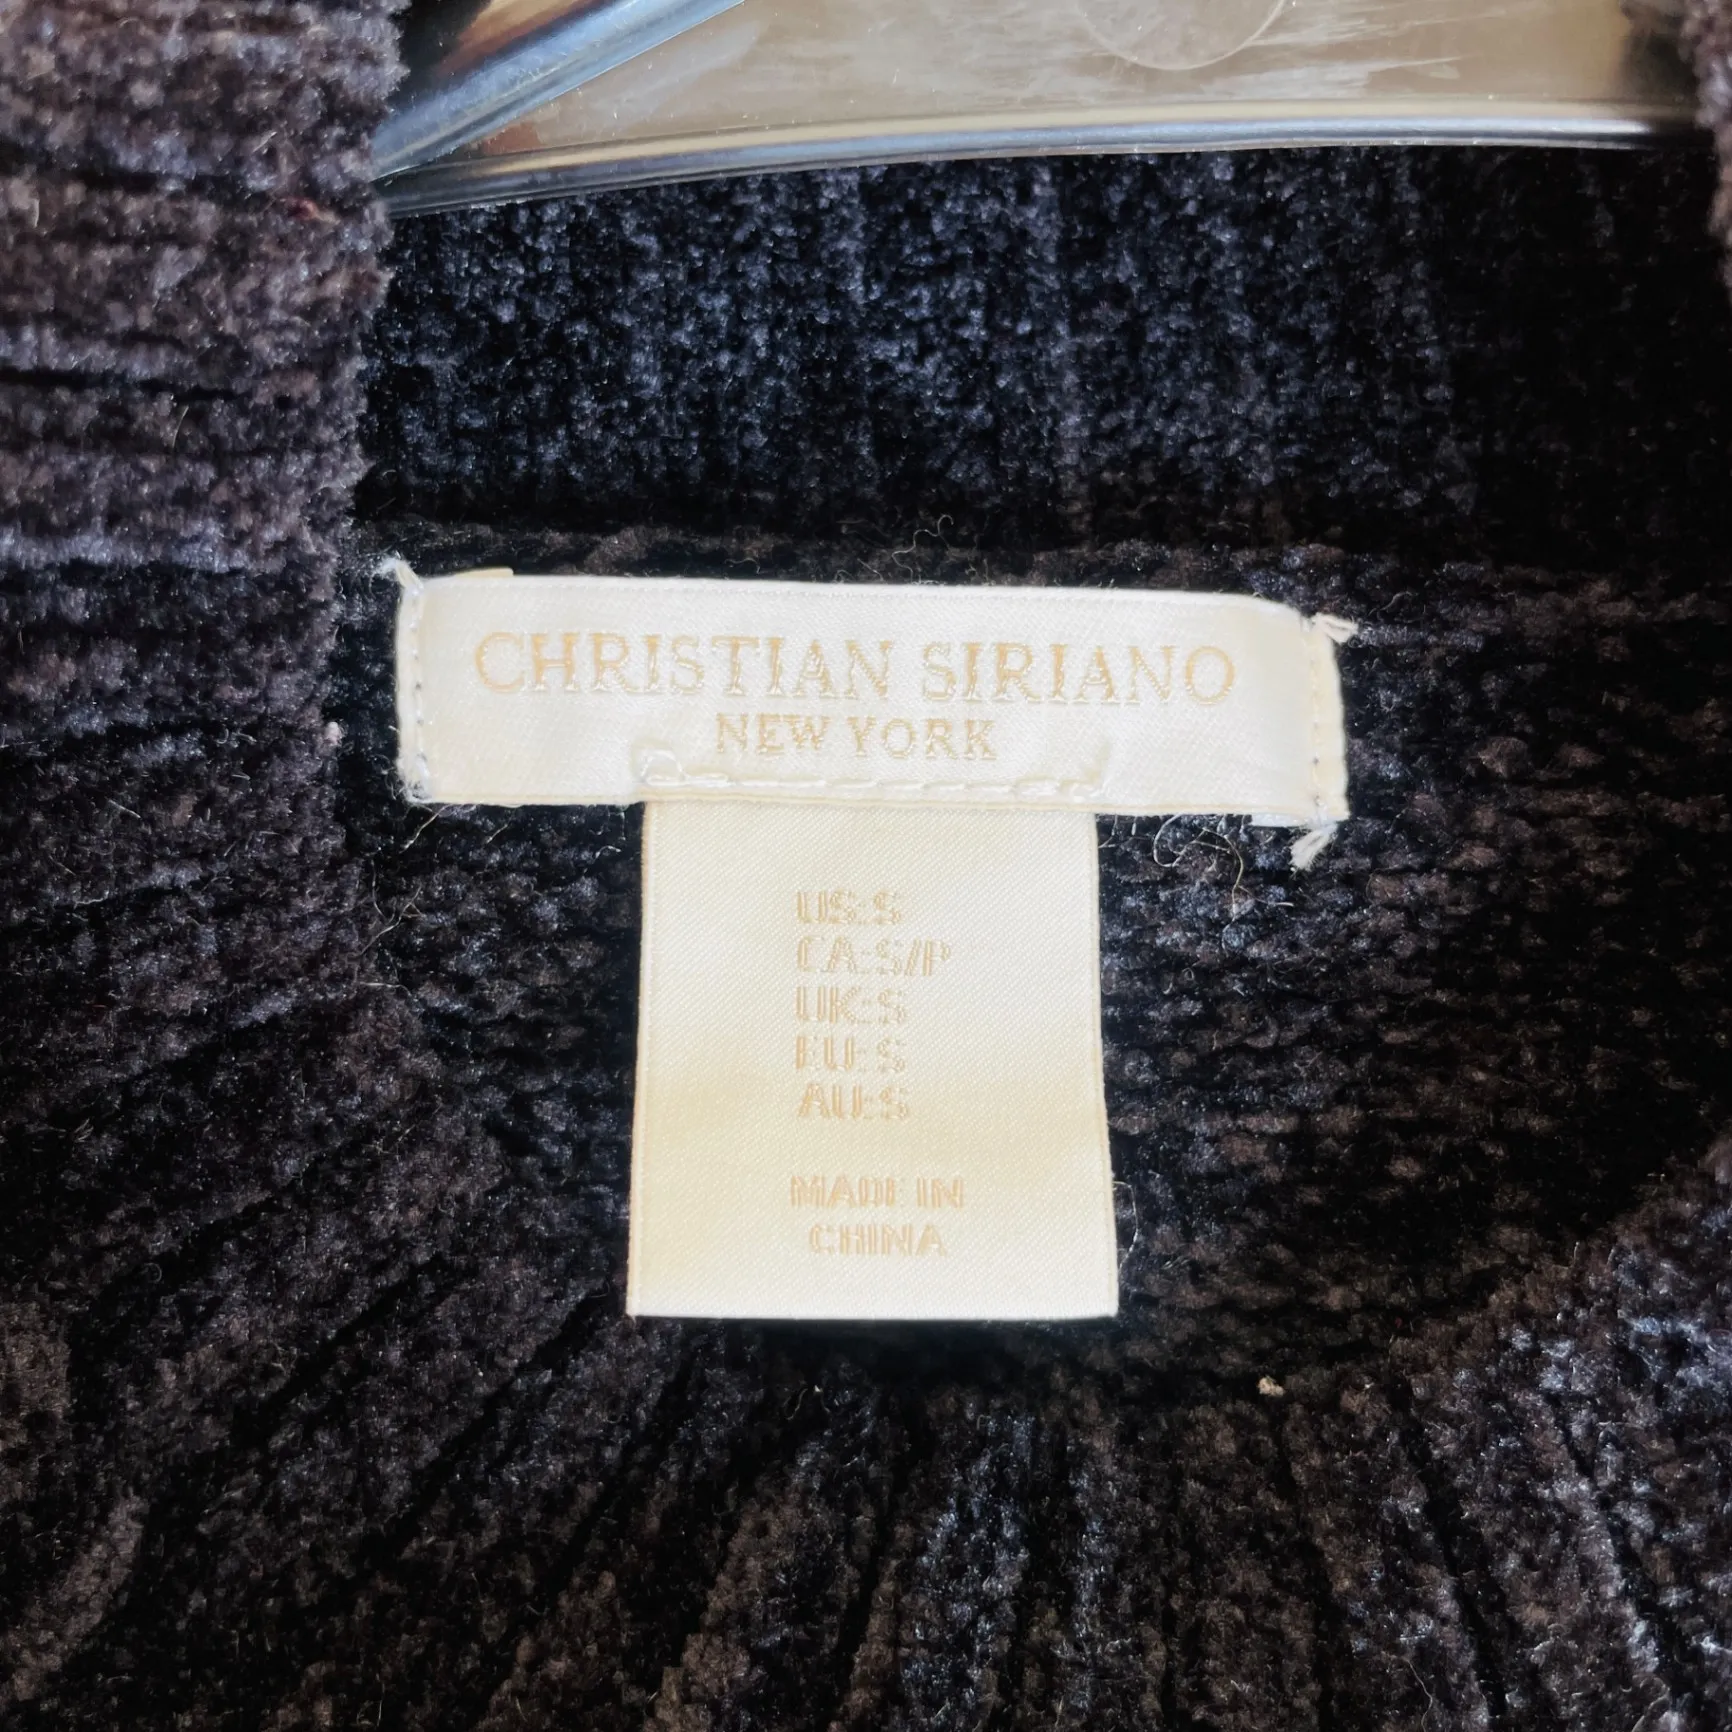 CHRISTIAN SIRIANO
NEW YORK
US:S
CA:S/P
UK:S
EU:S
AU:S
MADE IN
CHINA